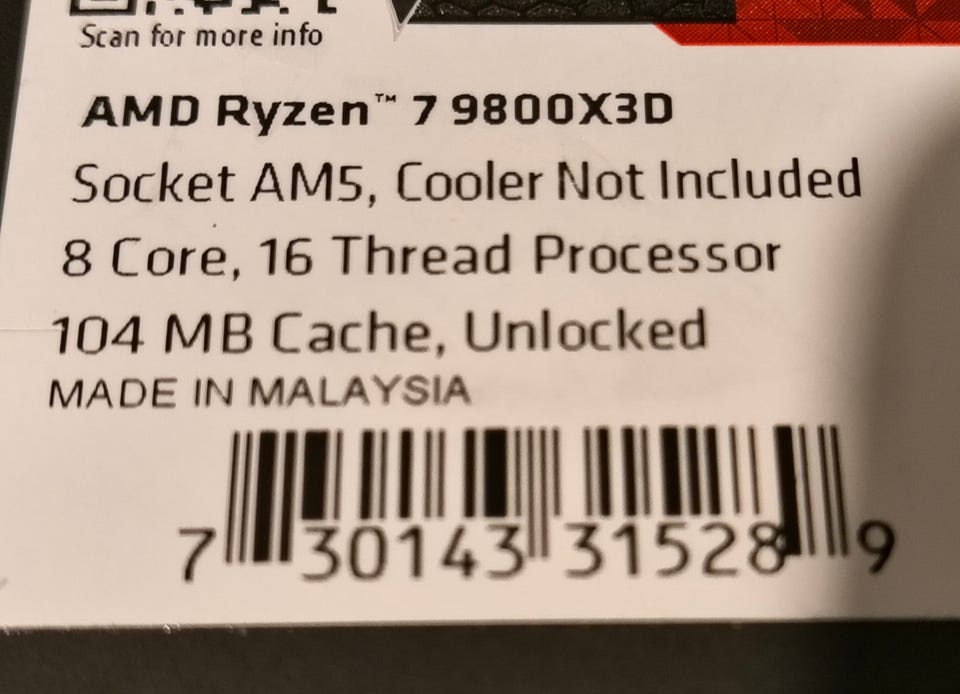 Scan for more info
AMD Ryzen™ 7 9800X3D
Socket AM5, Cooler Not Included
8 Core, 16 Thread Processor
104 MB Cache, Unlocked
MADE IN MALAYSIA
7 30143 31528 9